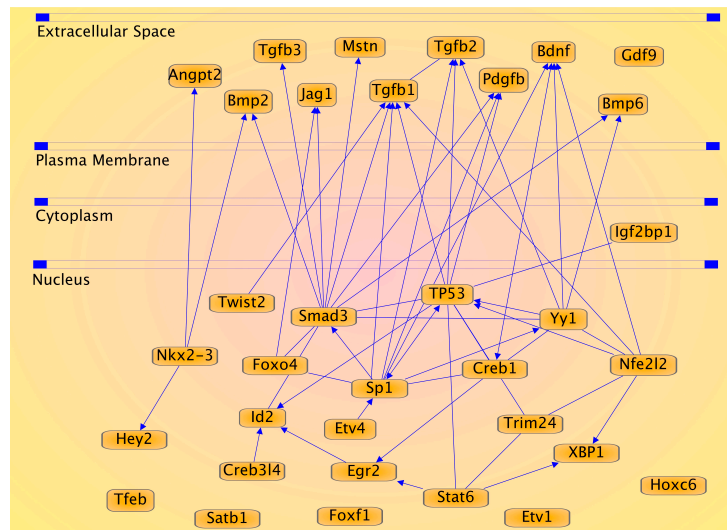 Extracellular Space
Tgfb3
Mstn
Tgfb2
Bdnf
Gdf9
Angpt2
Bmp2
Jag1
Tgfb1
Pdgfb
Bmp6
Plasma Membrane
Cytoplasm
Igf2bp1
Nucleus
Twist2
Smad3
TP53
Yy1
Nkx2-3
Foxo4
Sp1
Creb1
Nfe2l2
Hey2
Id2
Etv4
Trim24
XBP1
Creb3l4
Egr2
Stat6
Hoxc6
Tfeb
Satb1
Foxf1
Etv1